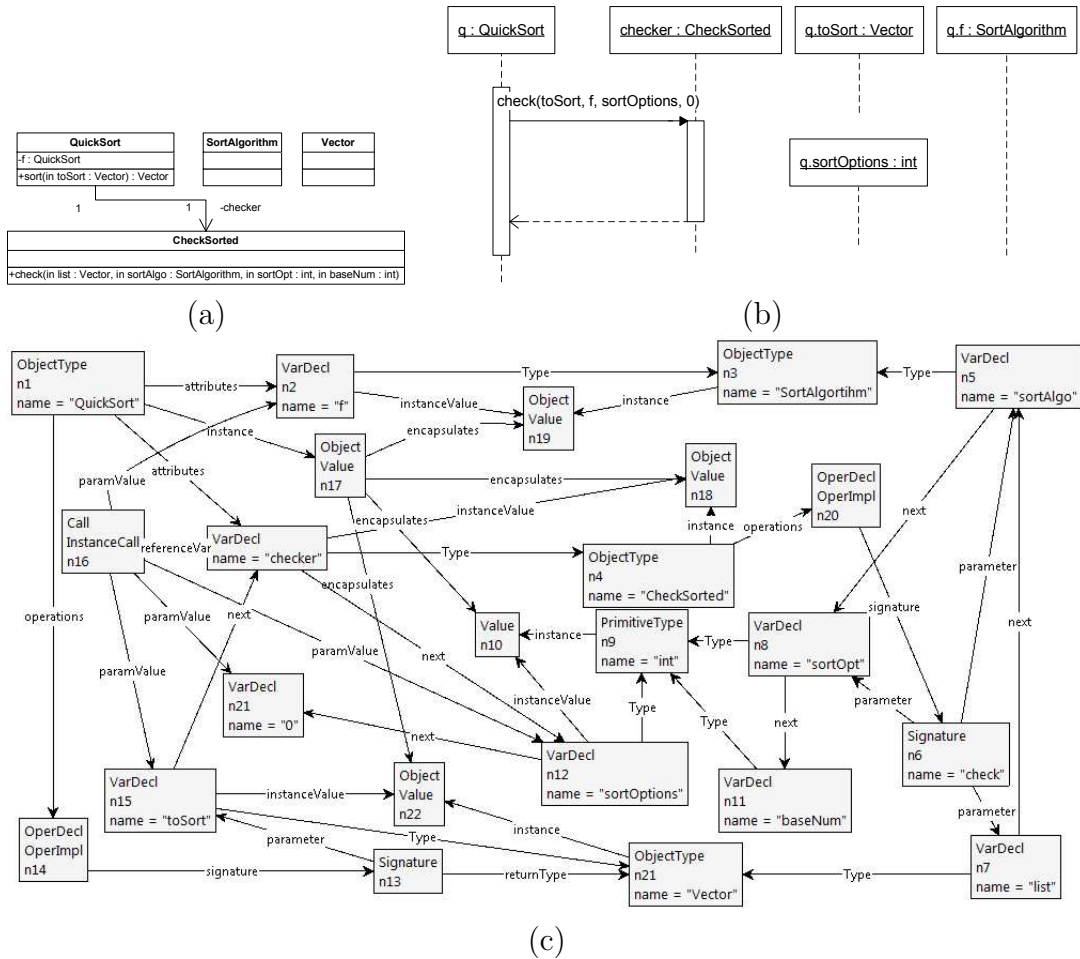 q : QuickSort
checker : CheckSorted
q.toSort : Vector
q.f : SortAlgorithm
check(toSort, f, sortOptions, 0)
q.sortOptions : int
QuickSort
-f : QuickSort
+sort(in toSort : Vector) : Vector
SortAlgorithm
Vector
1
1
-checker
CheckSorted
+check(in list : Vector, in sortAlgo : SortAlgorithm, in sortOpt : int, in baseNum : int)
(a)
(b)
ObjectType
n1
name = "QuickSort"
attributes
VarDecl
n2
name = "f"
Type
ObjectType
n3
name = "SortAlgortihm"
Type
VarDecl
n5
name = "sortAlgo"
instanceValue
instance
Object
Value
n19
instance
encapsulates
Object
Value
n17
attributes
paramValue
encapsulates
Object
Value
n18
OperDecl
OperImpl
n20
next
Call
InstanceCall
n16
referenceVar
VarDecl
name = "checker"
encapsulates
instanceValue
instance
operations
Type
ObjectType
n4
name = "CheckSorted"
parameter
encapsulates
operations
paramValue
next
signature
next
Value
n10
instance
PrimitiveType
n9
name = "int"
Type
VarDecl
n8
name = "sortOpt"
paramValue
paramValue
next
VarDecl
n21
name = "0"
instanceValue
Type
Type
next
parameter
next
Signature
n6
name = "check"
VarDecl
n15
name = "toSort"
instanceValue
Object
Value
n22
VarDecl
n12
name = "sortOptions"
VarDecl
n11
name = "baseNum"
parameter
OperDecl
OperImpl
n14
signature
parameter
Type
instance
Signature
n13
returnType
ObjectType
n21
name = "Vector"
Type
VarDecl
n7
name = "list"
(c)